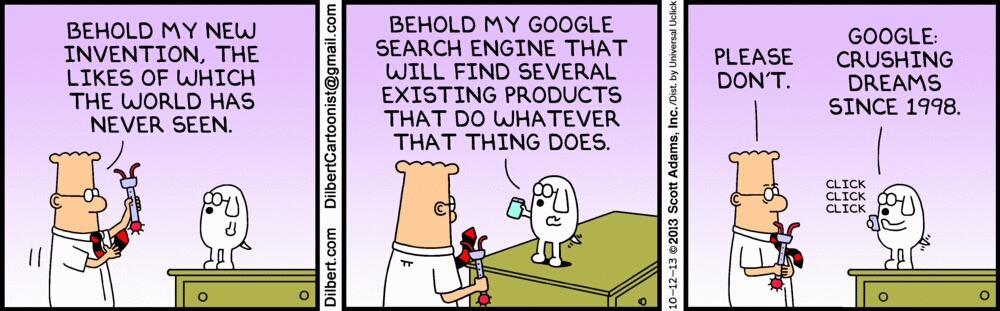 BEHOLD MY NEW
INVENTION, THE
LIKES OF WHICH
THE WORLD HAS
NEVER SEEN.
Dilbert.com DilbertCartoonist@gmail.com
BEHOLD MY GOOGLE
SEARCH ENGINE THAT
WILL FIND SEVERAL
EXISTING PRODUCTS
THAT DO WHATEVER
THAT THING DOES.
10-12-13 © 2013 Scott Adams, Inc. /Dist. by Universal Uclick
PLEASE
DON'T.
GOOGLE:
CRUSHING
DREAMS
SINCE 1998.
CLICK
CLICK
CLICK